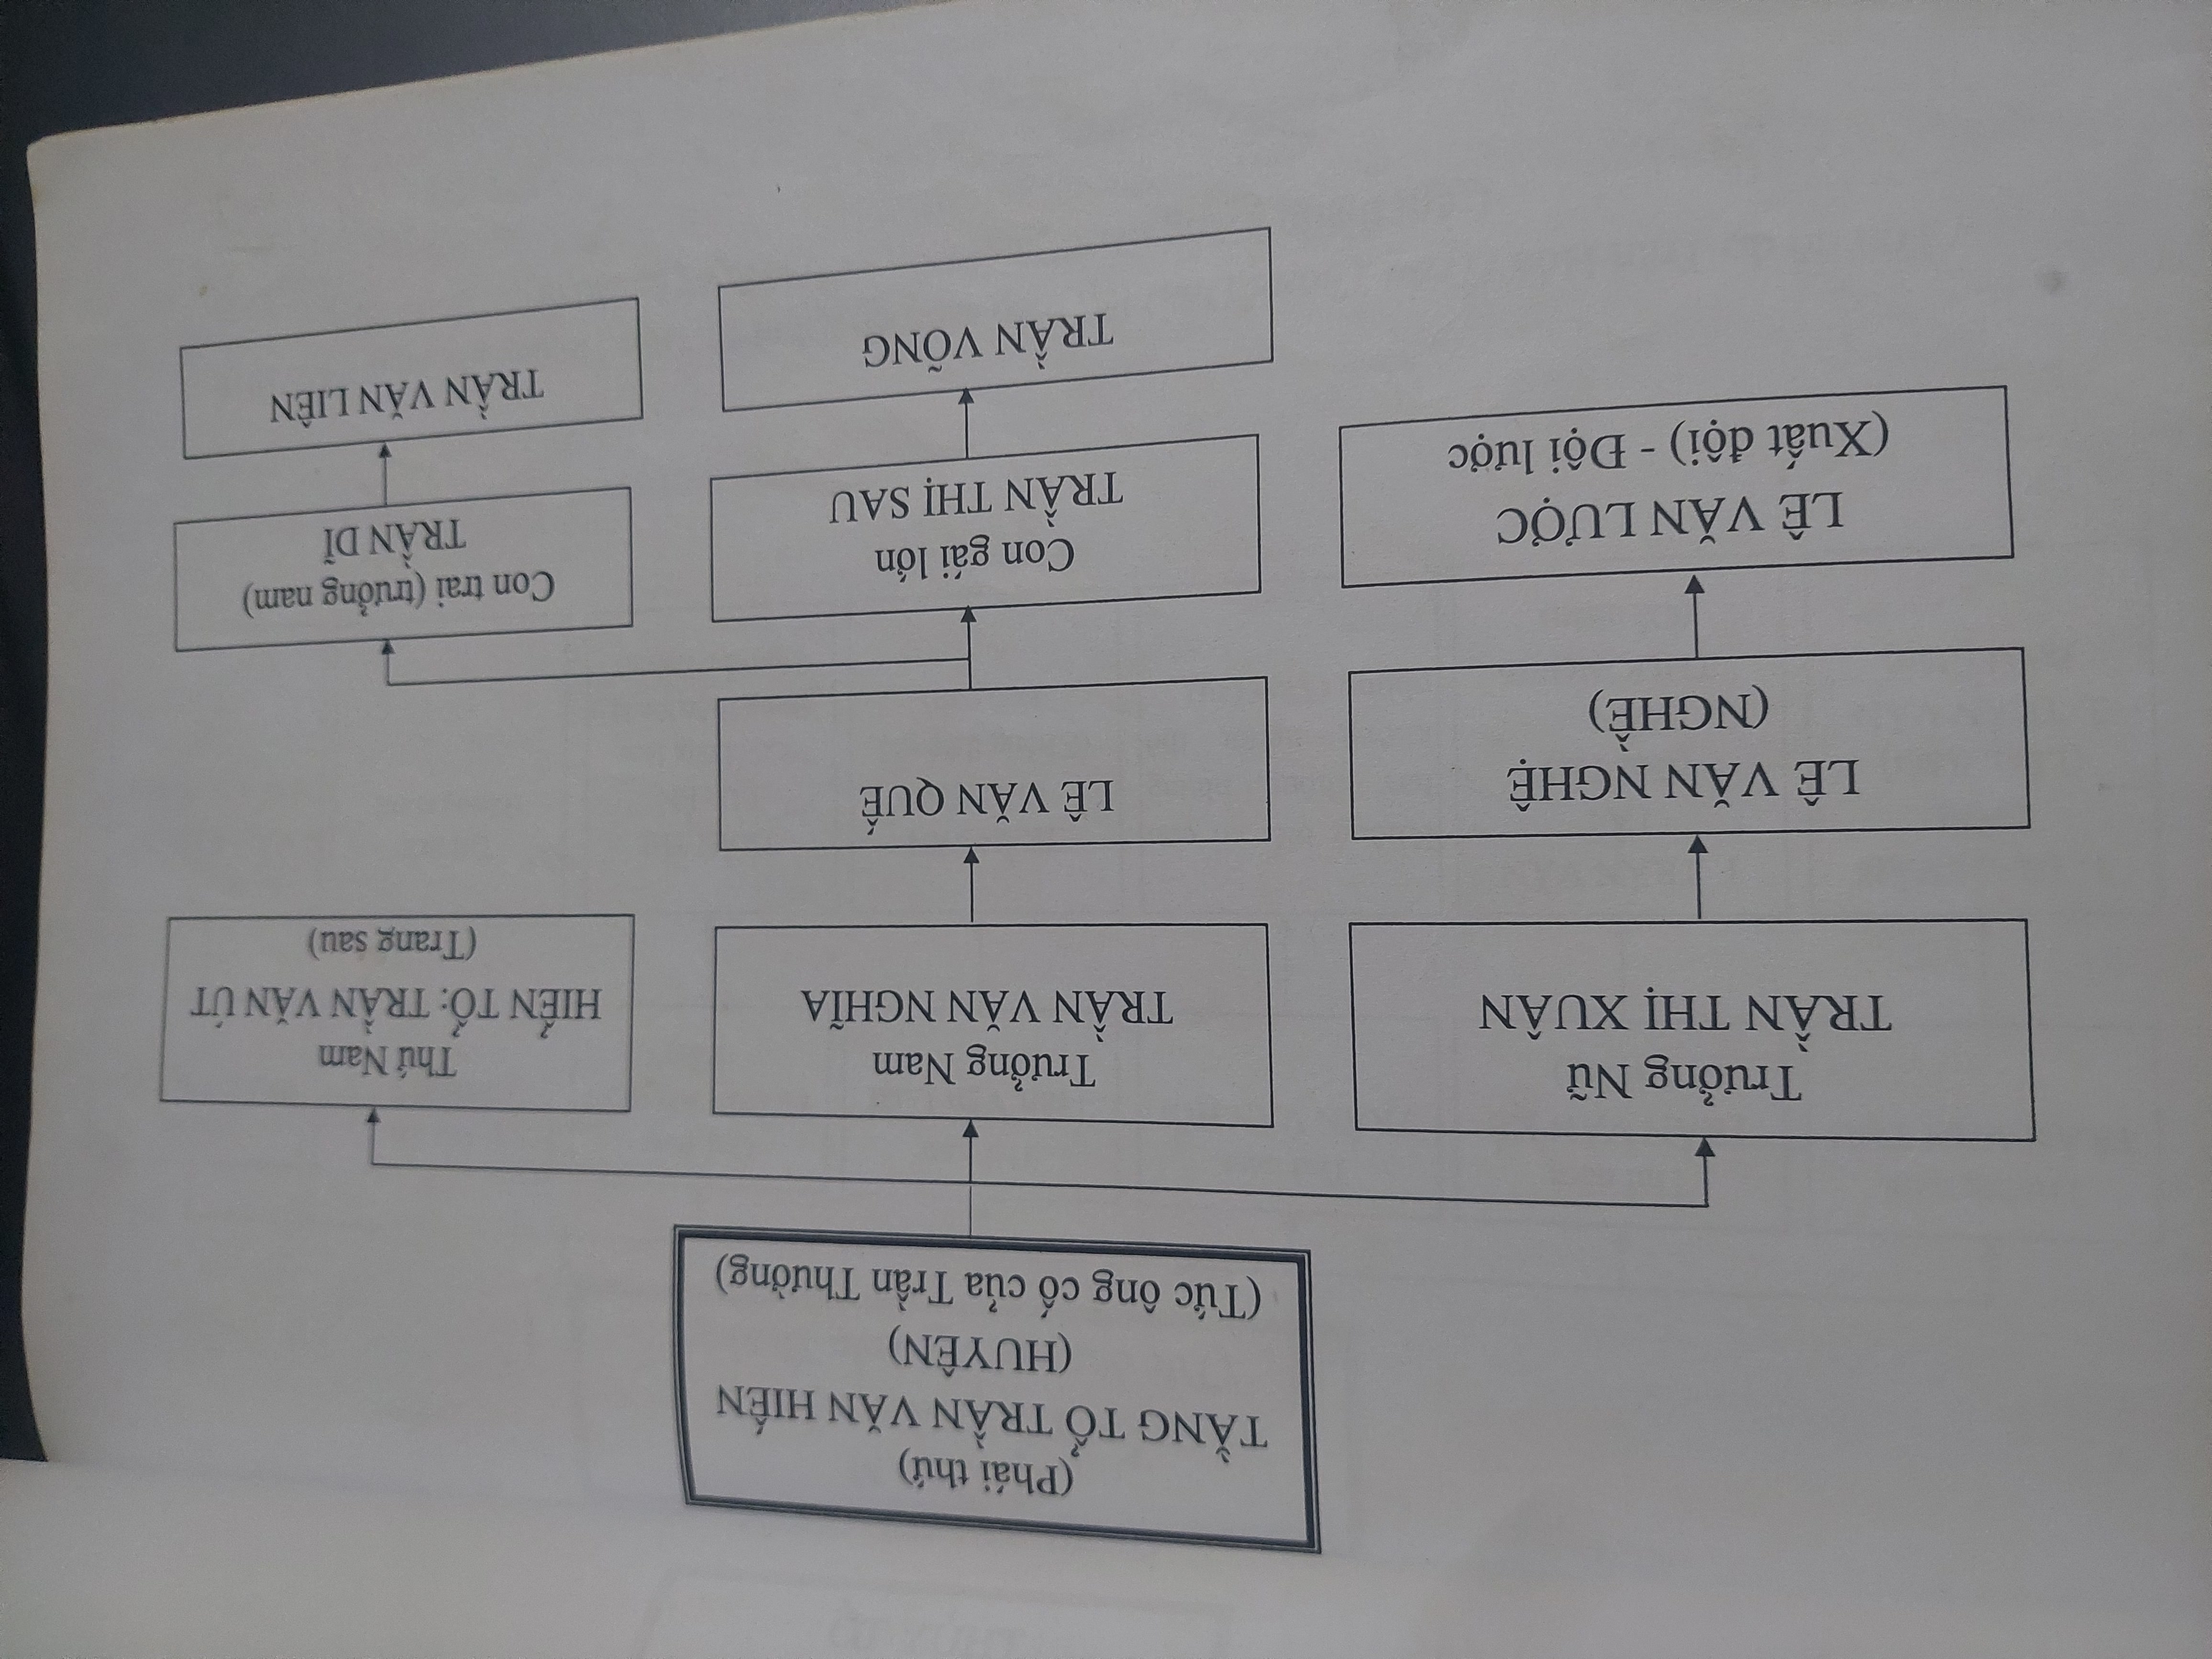 (Phái thứ)
TẰNG TỔ TRẦN VĂN HIẾN
(HUYÊN)
(Tức ông cố của Trần Thường)
Trưởng Nữ
TRẦN THỊ XUÂN
Trưởng Nam
TRẦN VĂN NGHĨA
Thứ Nam
HIỂN TỔ: TRẦN VĂN ÚT
(Trang sau)
LÊ VĂN NGHỆ
(NGHỀ)
LÊ VĂN QUẾ
LÊ VĂN LƯỢC
(Xuất đội) - Đội lược
Con gái lớn
TRẦN THỊ SAU
Con trai (trưởng nam)
TRẦN DĨ
TRẦN VÕNG
TRẦN VĂN LIÊN